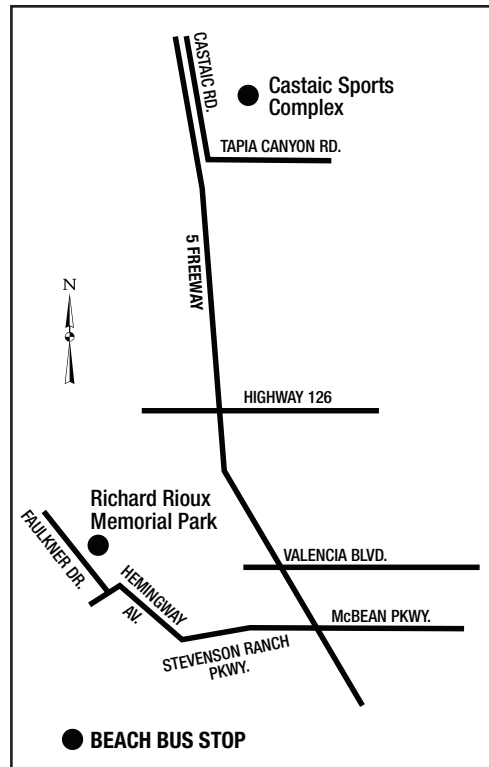 CASTAIC RD.
Castaic Sports
Complex
TAPIA CANYON RD.
5 FREEWAY
N
HIGHWAY 126
Richard Rioux
Memorial Park
FAULKNER DR.
HEMINGWAY
AV.
VALENCIA BLVD.
McBEAN PKWY.
STEVENSON RANCH
PKWY.
BEACH BUS STOP